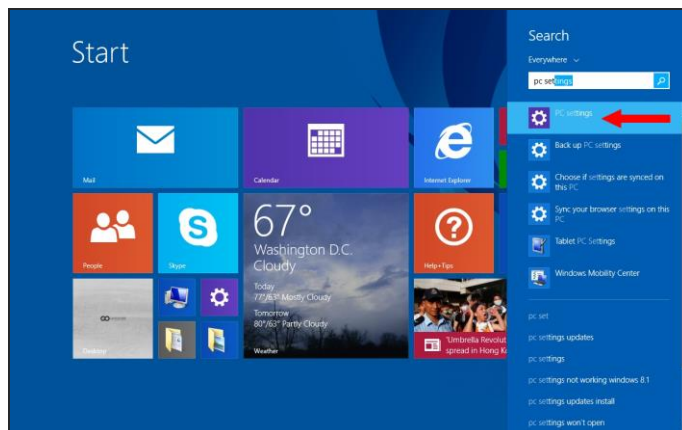 Start
Mail
Calendar
Internet Explorer
People
Skype
67°
Washington D.C.
Cloudy
Today
77°/63° Mostly Cloudy
Tomorrow
80°/63° Partly Cloudy
Weather
Help+Tips
Desktop
"Umbrella Revolut
spread in Hong K
Search
Everywhere
pc settings
PC settings
Back up PC settings
Choose if settings are synced on
this PC
Sync your browser settings on this
PC
Tablet PC Settings
Windows Mobility Center
pc set
pc settings updates
pc settings
pc settings not working windows 8.1
pc settings updates install
pc settings won't open